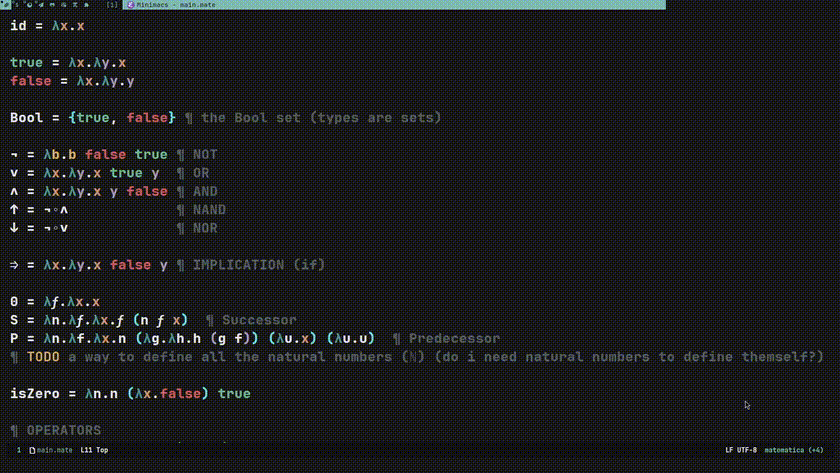 [1] Minimacs - main.mate
id = λx.x
true = λx.λy.x
false = λx.λy.y
Bool = {true, false} ¶ the Bool set (types are sets)
¬ = λb.b false true ¶ NOT
∨ = λx.λy.x true y ¶ OR
∧ = λx.λy.x y false ¶ AND
↑ = ¬∘∧ ¶ NAND
↓ = ¬∘∨ ¶ NOR
⇒ = λx.λy.x false y ¶ IMPLICATION (if)
0 = λƒ.λx.x
S = λn.λƒ.λx.ƒ (n ƒ x) ¶ Successor
P = λn.λf.λx.n (λg.λh.h (g f)) (λu.x) (λu.u) ¶ Predecessor
¶ TODO a way to define all the natural numbers (ℕ) (do i need natural numbers to define themself?)
isZero = λn.n (λx.false) true
¶ OPERATORS
1 main.mate L11 Top LF UTF-8 matematica (+4)